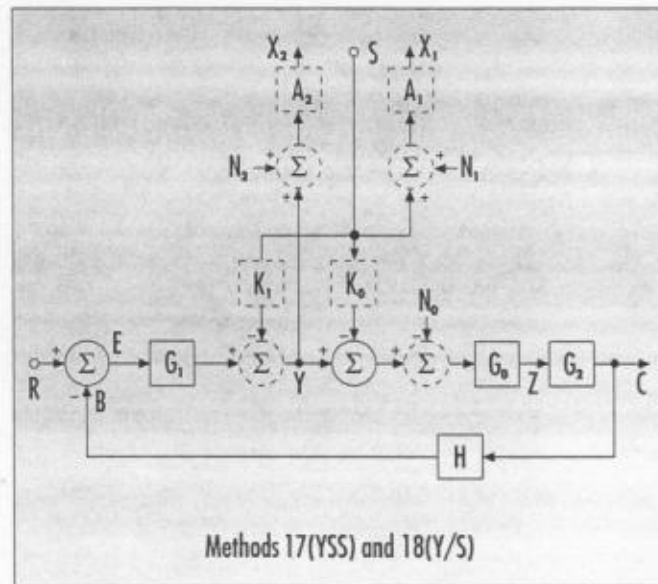 X₂ S X₁
A₂ A₁
+ +
N₂ Σ Σ N₁
+ +
K₁ K₀ N₀
- - -
+ E + + +
Σ G₁ Σ Σ Σ G₀ G₂
R - B Y Z C
H
Methods 17(YSS) and 18(Y/S)